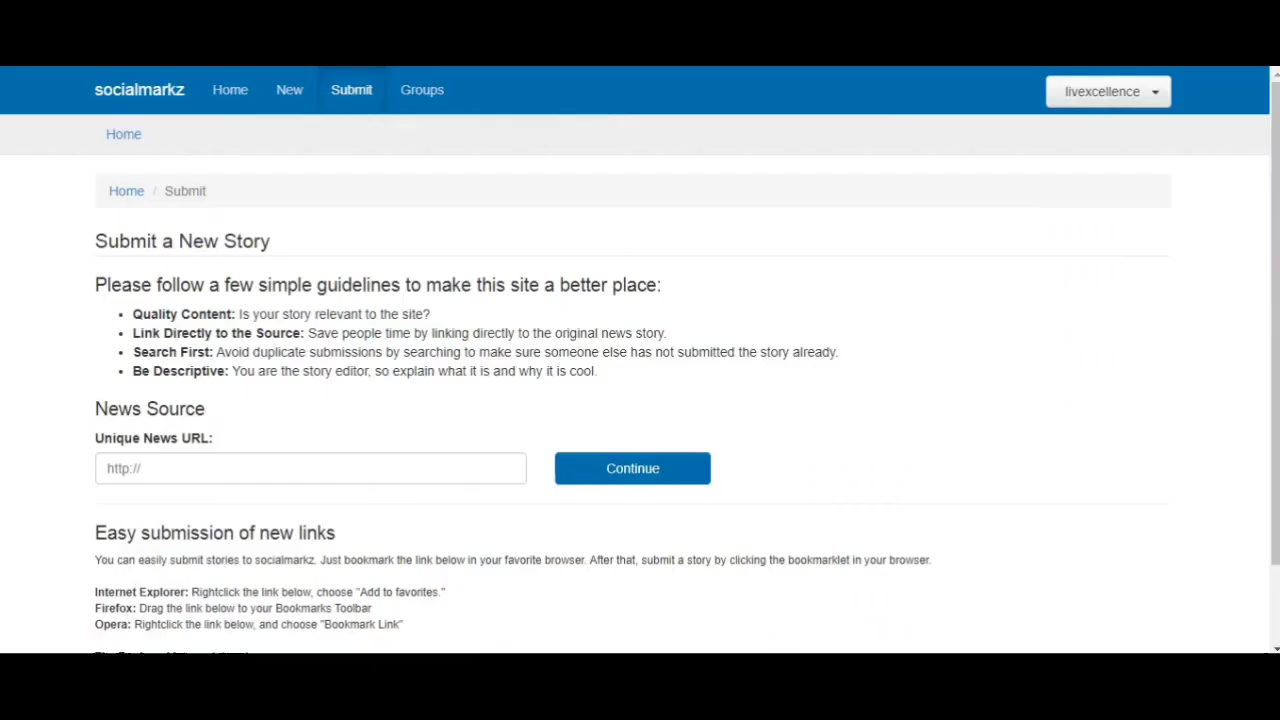 socialmarkz Home New Submit Groups livexcellence
Home
Home / Submit
Submit a New Story
Please follow a few simple guidelines to make this site a better place:
• Quality Content: Is your story relevant to the site?
• Link Directly to the Source: Save people time by linking directly to the original news story.
• Search First: Avoid duplicate submissions by searching to make sure someone else has not submitted the story already.
• Be Descriptive: You are the story editor, so explain what it is and why it is cool.
News Source
Unique News URL:
http:// Continue
Easy submission of new links
You can easily submit stories to socialmarkz. Just bookmark the link below in your favorite browser. After that, submit a story by clicking the bookmarklet in your browser.
Internet Explorer: Rightclick the link below, choose "Add to favorites."
Firefox: Drag the link below to your Bookmarks Toolbar
Opera: Rightclick the link below, and choose "Bookmark Link"